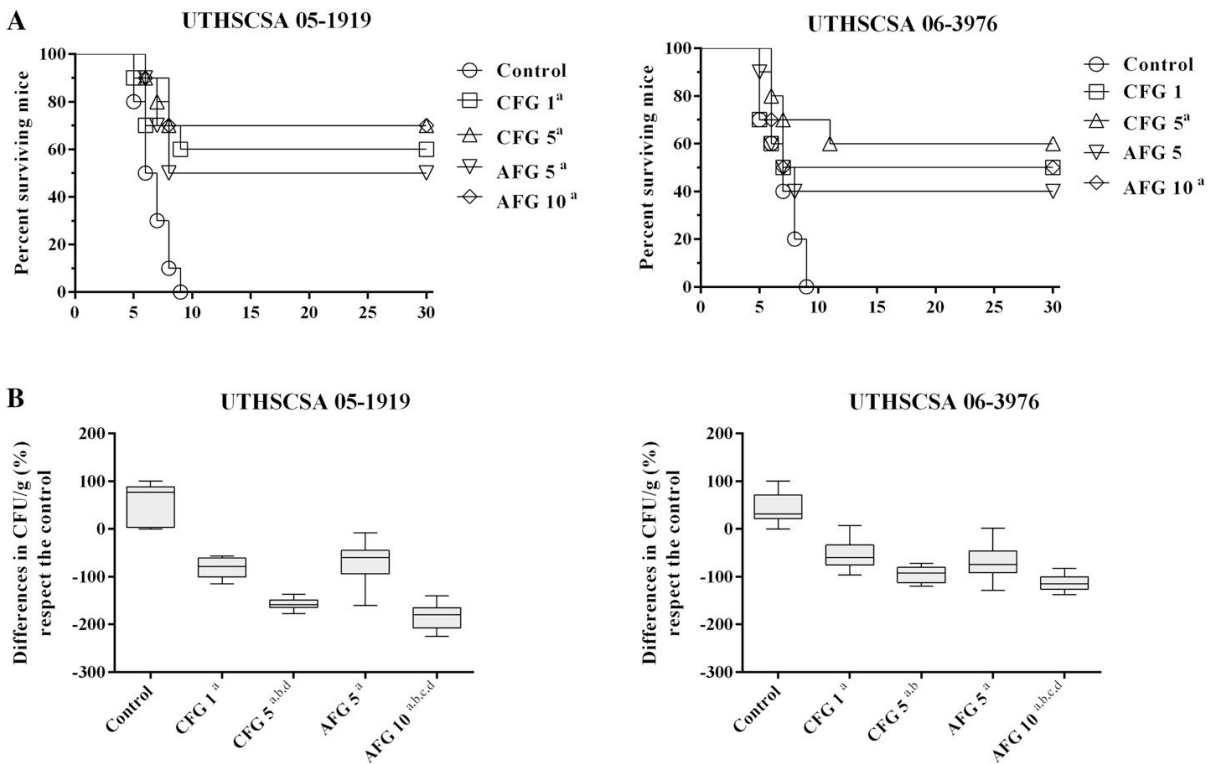 A
UTHSCSA 05-1919
Percent surviving mice
100
80
60
40
20
0
0
5
10
15
20
25
30
Control
CFG 1 a
CFG 5 a
AFG 5 a
AFG 10 a
UTHSCSA 06-3976
Percent surviving mice
100
80
60
40
20
0
0
5
10
15
20
25
30
Control
CFG 1
CFG 5 a
AFG 5
AFG 10 a
B
UTHSCSA 05-1919
Differences in CFU/g (%)
respect the control
200
100
0
-100
-200
-300
Control
CFG 1 a
CFG 5 a,b,d
AFG 5 a
AFG 10 a,b,c,d
UTHSCSA 06-3976
Differences in CFU/g (%)
respect the control
200
100
0
-100
-200
-300
Control
CFG 1 a
CFG 5 a,b
AFG 5 a
AFG 10 a,b,c,d